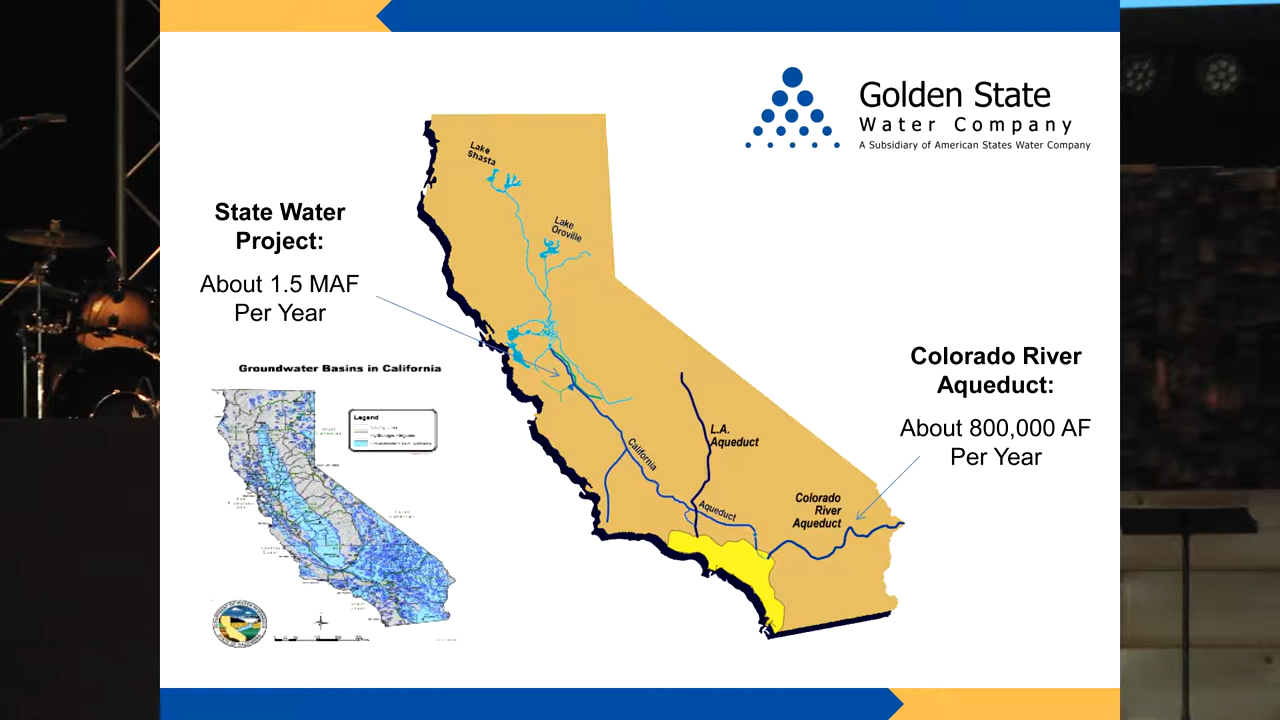 Golden State
Water Company
A Subsidiary of American States Water Company
Lake
Shasta
State Water
Project:
Lake
Oroville
About 1.5 MAF
Per Year
Colorado River
Aqueduct:
Groundwater Basins in California
Legend
L.A.
Aqueduct
About 800,000 AF
Per Year
California
Aqueduct
Colorado
River
Aqueduct